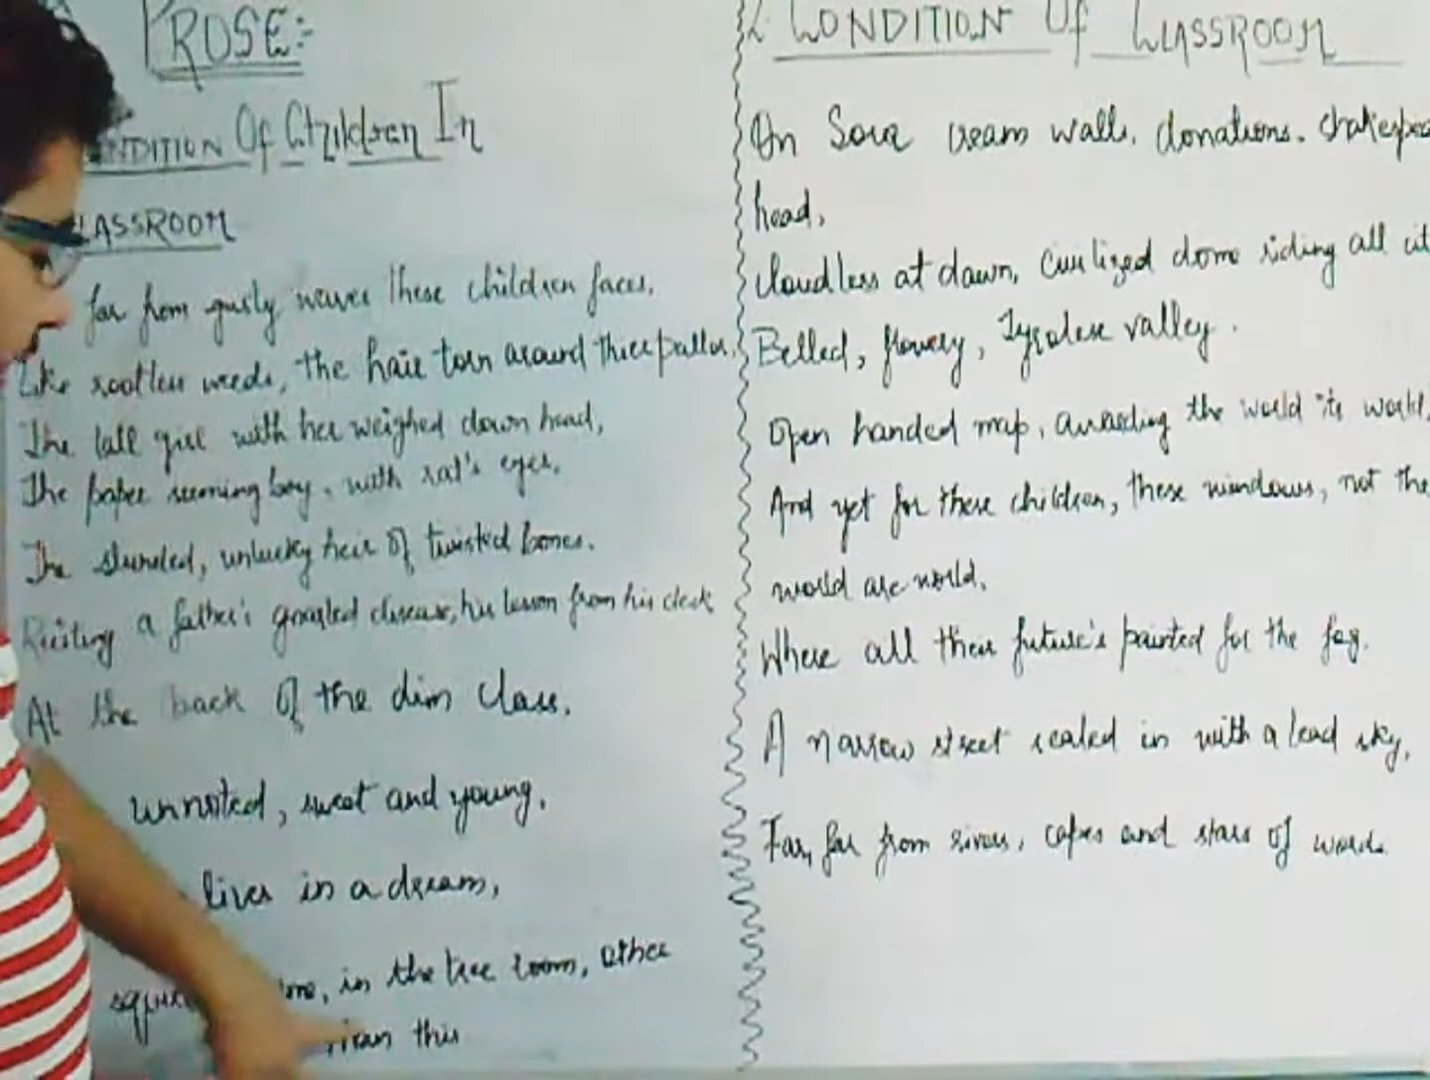 PROSE:-
NDITION Of Children In
LASSROOM
far from gusty waves these children faces.
Like rootless weeds, the hair torn around their pallor.
The tall girl with her weighed down head,
The paper seeming boy, with rat's eyes.
The stunted, unlucky heir of twisted bones.
Reciting a father's gnarled disease, his lesson from his desk
At the back of the dim class.
unnoted, sweet and young.
lives in a dream,
in the tree room, other
than this
CONDITION Of CLASSROOM
On Sour cream walls, donations.
head,
Cloudless at dawn, civilized dome riding all
Belled, flowery, Tyrolese valley.
Open handed map, awarding the world its world,
And yet for these children, these windows, not the
world are world.
Where all their future's painted for the fog.
A narrow street sealed in with a lead sky.
Far, far from rivers, capes and stars of words